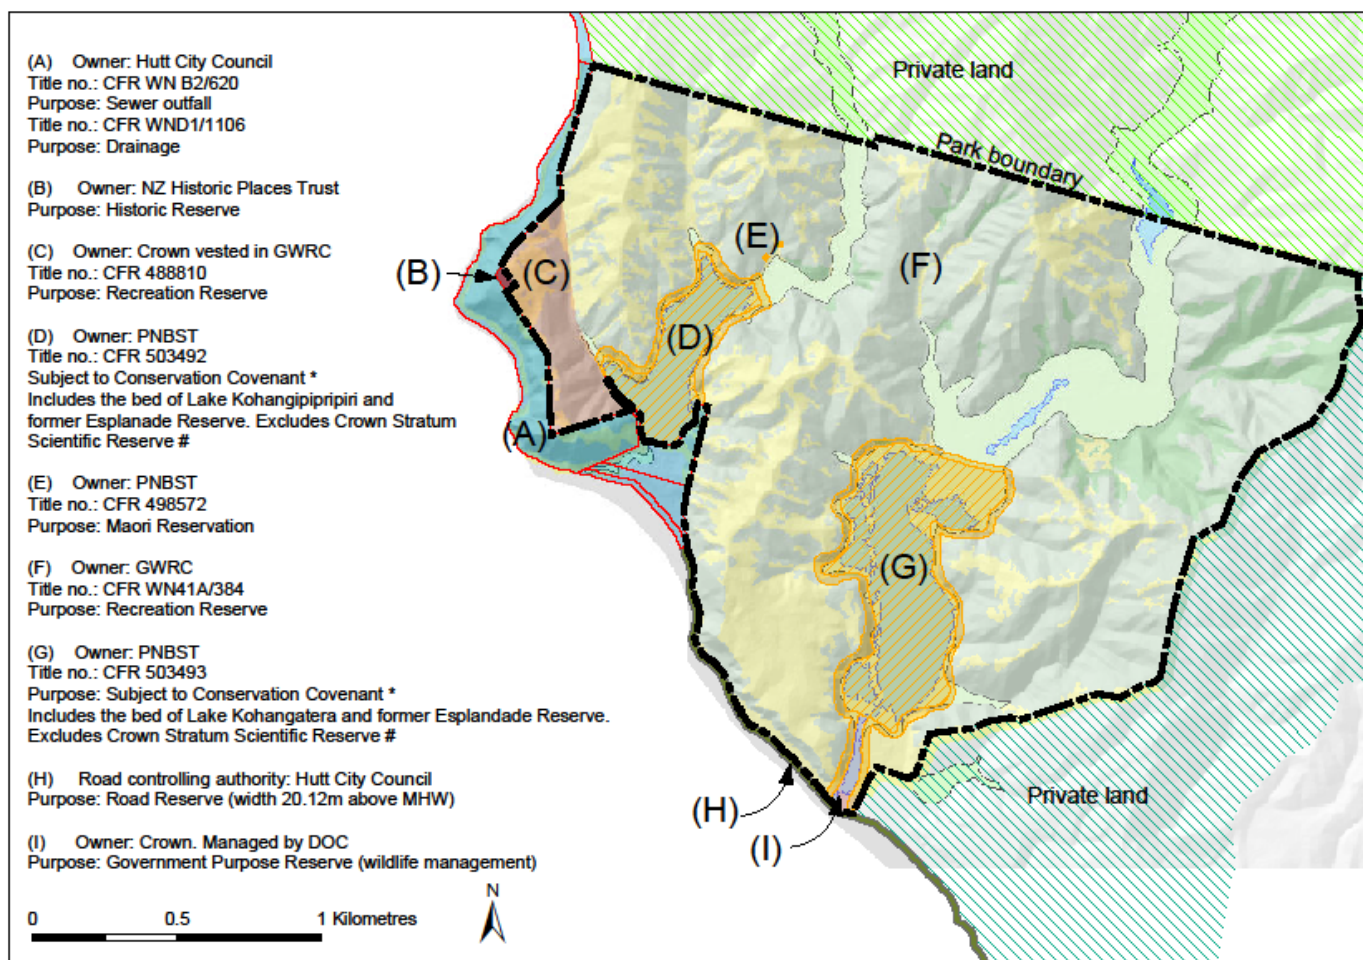 (A) Owner: Hutt City Council
Title no.: CFR WN B2/620
Purpose: Sewer outfall
Title no.: CFR WND1/1106
Purpose: Drainage
(B) Owner: NZ Historic Places Trust
Purpose: Historic Reserve
(C) Owner: Crown vested in GWRC
Title no.: CFR 488810
Purpose: Recreation Reserve
(D) Owner: PNBST
Title no.: CFR 503492
Subject to Conservation Covenant *
Includes the bed of Lake Kohangipipripiri and
former Esplanade Reserve. Excludes Crown Stratum
Scientific Reserve #
(E) Owner: PNBST
Title no.: CFR 498572
Purpose: Maori Reservation
(F) Owner: GWRC
Title no.: CFR WN41A/384
Purpose: Recreation Reserve
(G) Owner: PNBST
Title no.: CFR 503493
Purpose: Subject to Conservation Covenant *
Includes the bed of Lake Kohangatera and former Esplandade Reserve.
Excludes Crown Stratum Scientific Reserve #
(H) Road controlling authority: Hutt City Council
Purpose: Road Reserve (width 20.12m above MHW)
(I) Owner: Crown. Managed by DOC
Purpose: Government Purpose Reserve (wildlife management)
0 0.5 1 Kilometres
N
Private land
Park boundary
(E)
(F)
(B)
(C)
(D)
(A)
(G)
(H)
(I)
Private land